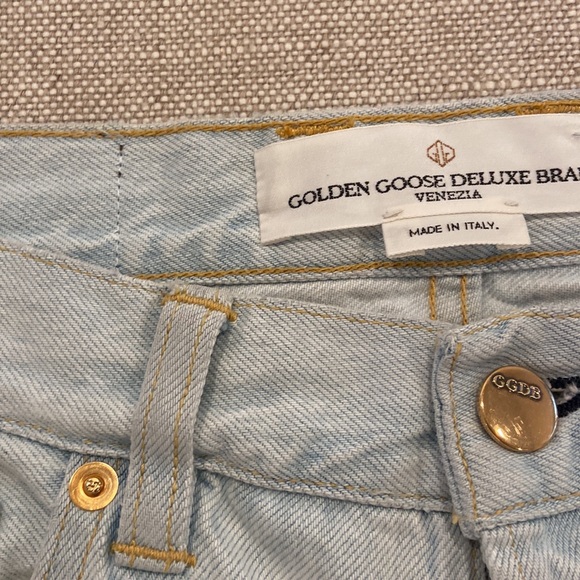 GOLDEN GOOSE DELUXE BRA
VENEZIA
MADE IN ITALY.
GGDB